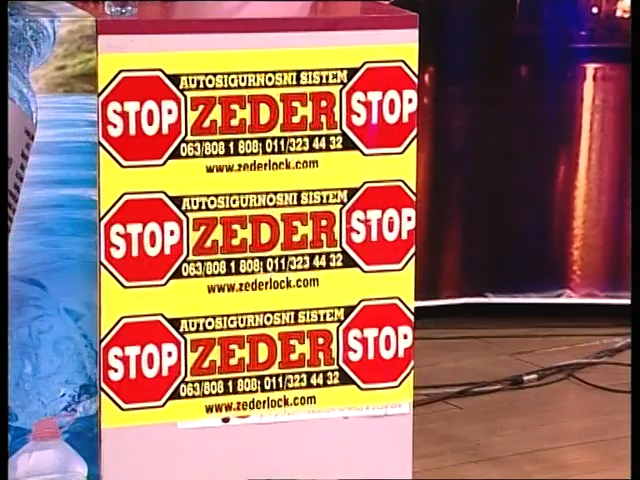 AUTOSIGURNOSNI SISTEM
STOP ZEDER STOP
063/808 1 808; 011/323 44 32
www.zederlock.com
AUTOSIGURNOSNI SISTEM
STOP ZEDER STOP
063/808 1 808; 011/323 44 32
www.zederlock.com
AUTOSIGURNOSNI SISTEM
STOP ZEDER STOP
063/808 1 808; 011/323 44 32
www.zederlock.com